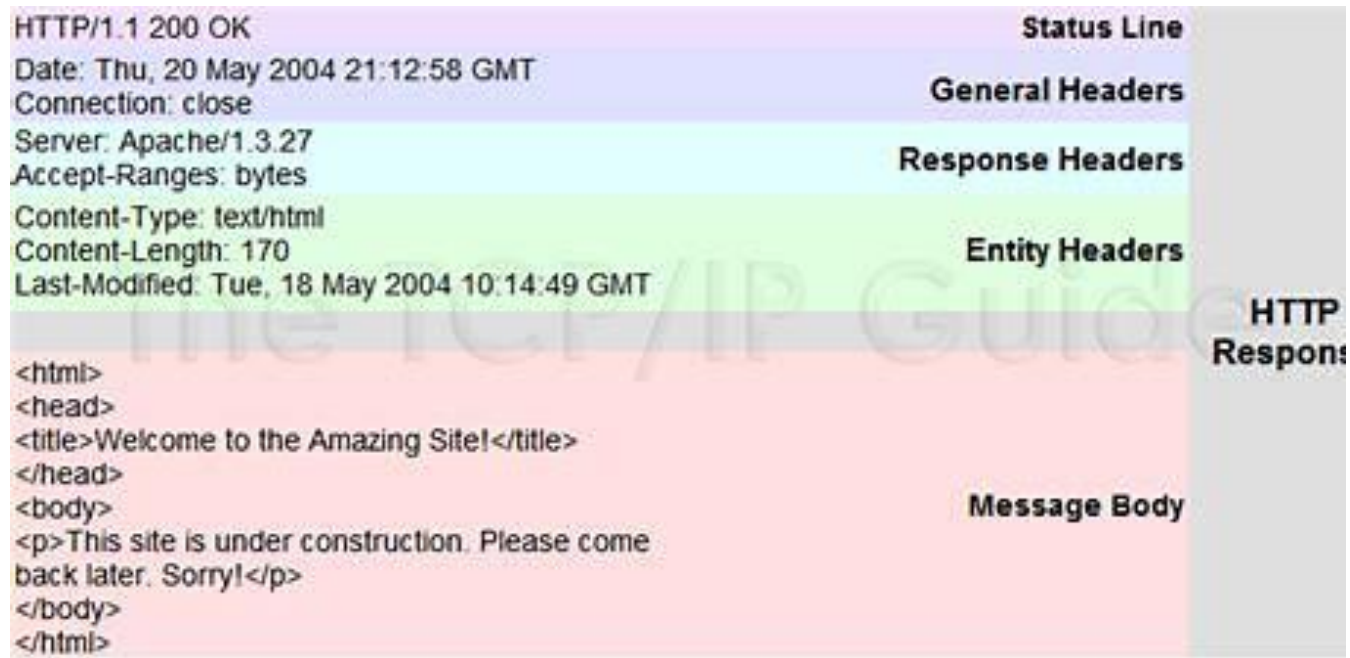 HTTP/1.1 200 OK
Status Line
Date: Thu, 20 May 2004 21:12:58 GMT
Connection: close
General Headers
Server: Apache/1.3.27
Accept-Ranges: bytes
Response Headers
Content-Type: text/html
Content-Length: 170
Last-Modified: Tue, 18 May 2004 10:14:49 GMT
Entity Headers
The TCP/IP Guide
<html>
<head>
<title>Welcome to the Amazing Site!</title>
</head>
<body>
<p>This site is under construction. Please come
back later. Sorry!</p>
</body>
</html>
Message Body
HTTP
Respons